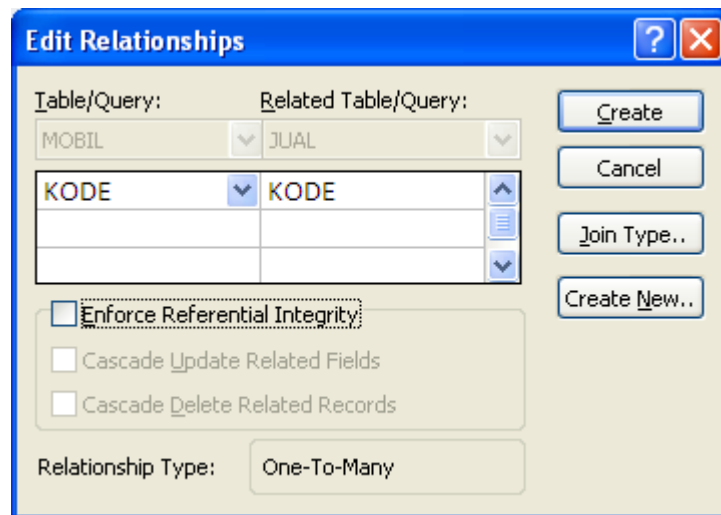 Edit Relationships
Table/Query: Related Table/Query:
MOBIL JUAL
KODE KODE
Enforce Referential Integrity
Cascade Update Related Fields
Cascade Delete Related Records
Relationship Type: One-To-Many
Create
Cancel
Join Type..
Create New..